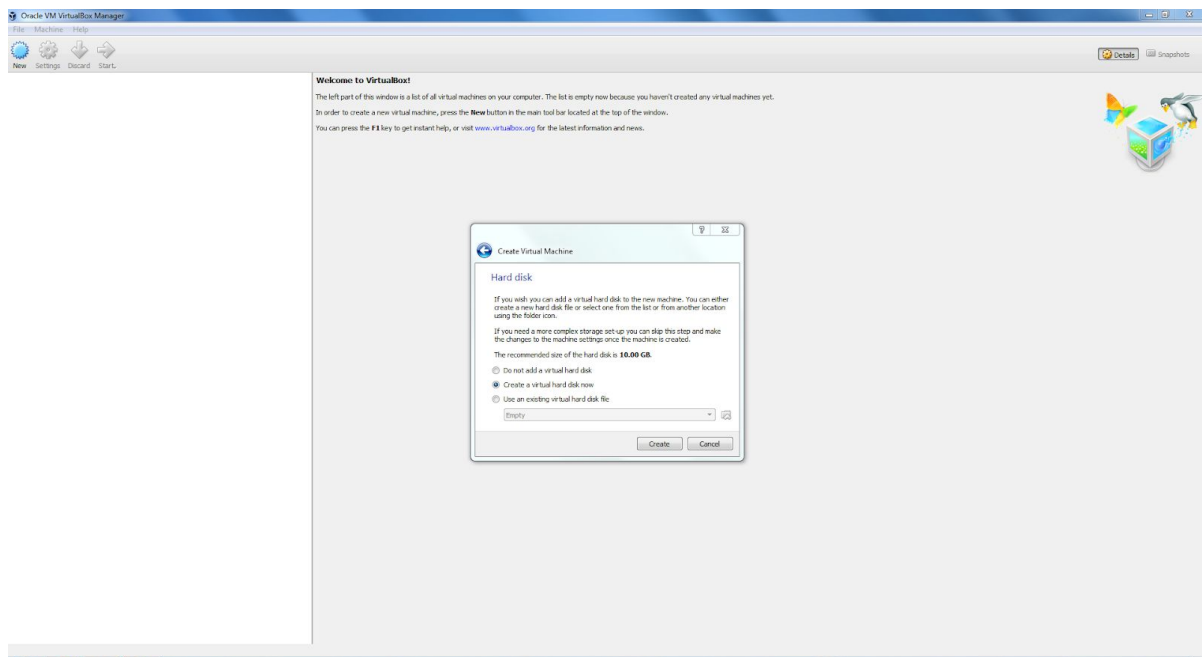 Oracle VM VirtualBox Manager
File Machine Help
New Settings Discard Start
Details Snapshots
Welcome to VirtualBox!
The left part of this window is a list of all virtual machines on your computer. The list is empty now because you haven't created any virtual machines yet.
In order to create a new virtual machine, press the New button in the main tool bar located at the top of the window.
You can press the F1 key to get instant help, or visit www.virtualbox.org for the latest information and news.
Create Virtual Machine
Hard disk
If you wish you can add a virtual hard disk to the new machine. You can either
create a new hard disk file or select one from the list or from another location
using the folder icon.
If you need a more complex storage set-up you can skip this step and make
the changes to the machine settings once the machine is created.
The recommended size of the hard disk is 10.00 GB.
Do not add a virtual hard disk
Create a virtual hard disk now
Use an existing virtual hard disk file
Empty
Create Cancel